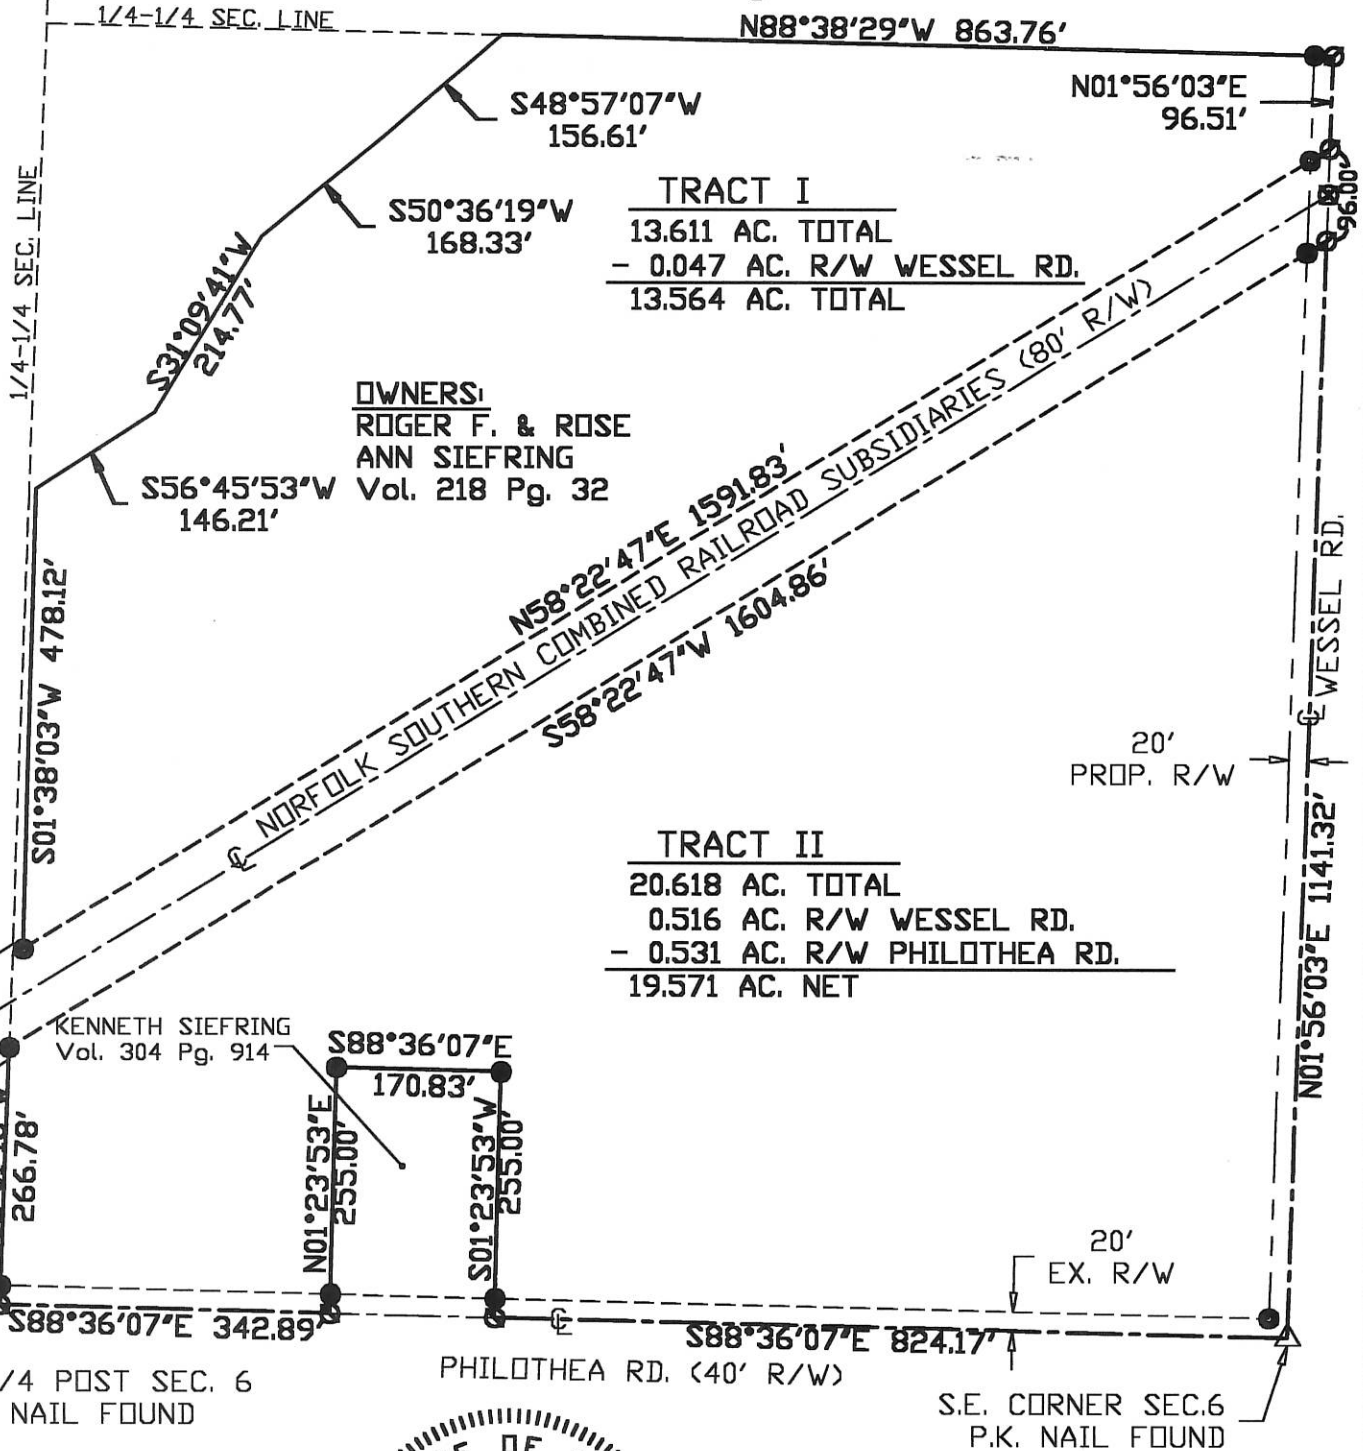 1/4-1/4 SEC. LINE
N88°38'29"W 863.76'
S48°57'07"W
156.61'
N01°56'03"E
96.51'
96.00'
1/4-1/4 SEC. LINE
S50°36'19"W
168.33'
TRACT I
13.611 AC. TOTAL
- 0.047 AC. R/W WESSEL RD.
13.564 AC. TOTAL
S31°09'41"W
214.77'
OWNERS:
ROGER F. & ROSE
ANN SIEFRING
Vol. 218 Pg. 32
S56°45'53"W
146.21'
S01°38'03"W 478.12'
N58°22'47"E 1591.83'
NORFOLK SOUTHERN COMBINED RAILROAD SUBSIDIARIES (80' R/W)
S58°22'47"W 1604.86'
℄ WESSEL RD.
20'
PROP. R/W
N01°56'03"E 1141.32'
TRACT II
20.618 AC. TOTAL
0.516 AC. R/W WESSEL RD.
- 0.531 AC. R/W PHILOTHEA RD.
19.571 AC. NET
KENNETH SIEFRING
Vol. 304 Pg. 914
S88°36'07"E
170.83'
266.78'
N01°23'53"E
255.00'
S01°23'53"W
255.00'
20'
EX. R/W
S88°36'07"E 342.89'
℄
S88°36'07"E 824.17'
PHILOTHEA RD. (40' R/W)
/4 POST SEC. 6
NAIL FOUND
S.E. CORNER SEC.6
P.K. NAIL FOUND
E OF